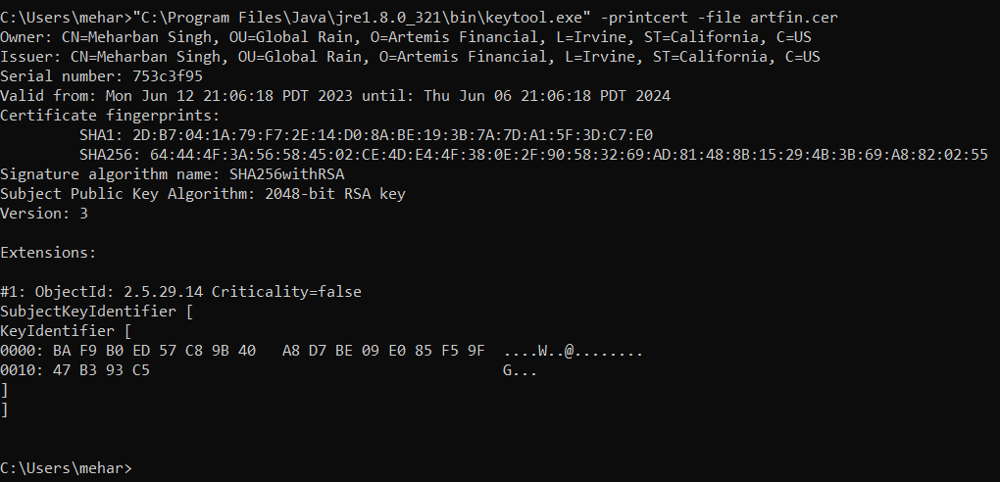 C:\Users\mehar>"C:\Program Files\Java\jre1.8.0_321\bin\keytool.exe" -printcert -file artfin.cer
Owner: CN=Meharban Singh, OU=Global Rain, O=Artemis Financial, L=Irvine, ST=California, C=US
Issuer: CN=Meharban Singh, OU=Global Rain, O=Artemis Financial, L=Irvine, ST=California, C=US
Serial number: 753c3f95
Valid from: Mon Jun 12 21:06:18 PDT 2023 until: Thu Jun 06 21:06:18 PDT 2024
Certificate fingerprints:
         SHA1: 2D:B7:04:1A:79:F7:2E:14:D0:8A:BE:19:3B:7A:7D:A1:5F:3D:C7:E0
         SHA256: 64:44:4F:3A:56:58:45:02:CE:4D:E4:4F:38:0E:2F:90:58:32:69:AD:81:48:8B:15:29:4B:3B:69:A8:82:02:55
Signature algorithm name: SHA256withRSA
Subject Public Key Algorithm: 2048-bit RSA key
Version: 3
Extensions:
#1: ObjectId: 2.5.29.14 Criticality=false
SubjectKeyIdentifier [
KeyIdentifier [
0000: BA F9 B0 ED 57 C8 9B 40   A8 D7 BE 09 E0 85 F5 9F  ....W..@........
0010: 47 B3 93 C5                                        G...
]
]
C:\Users\mehar>